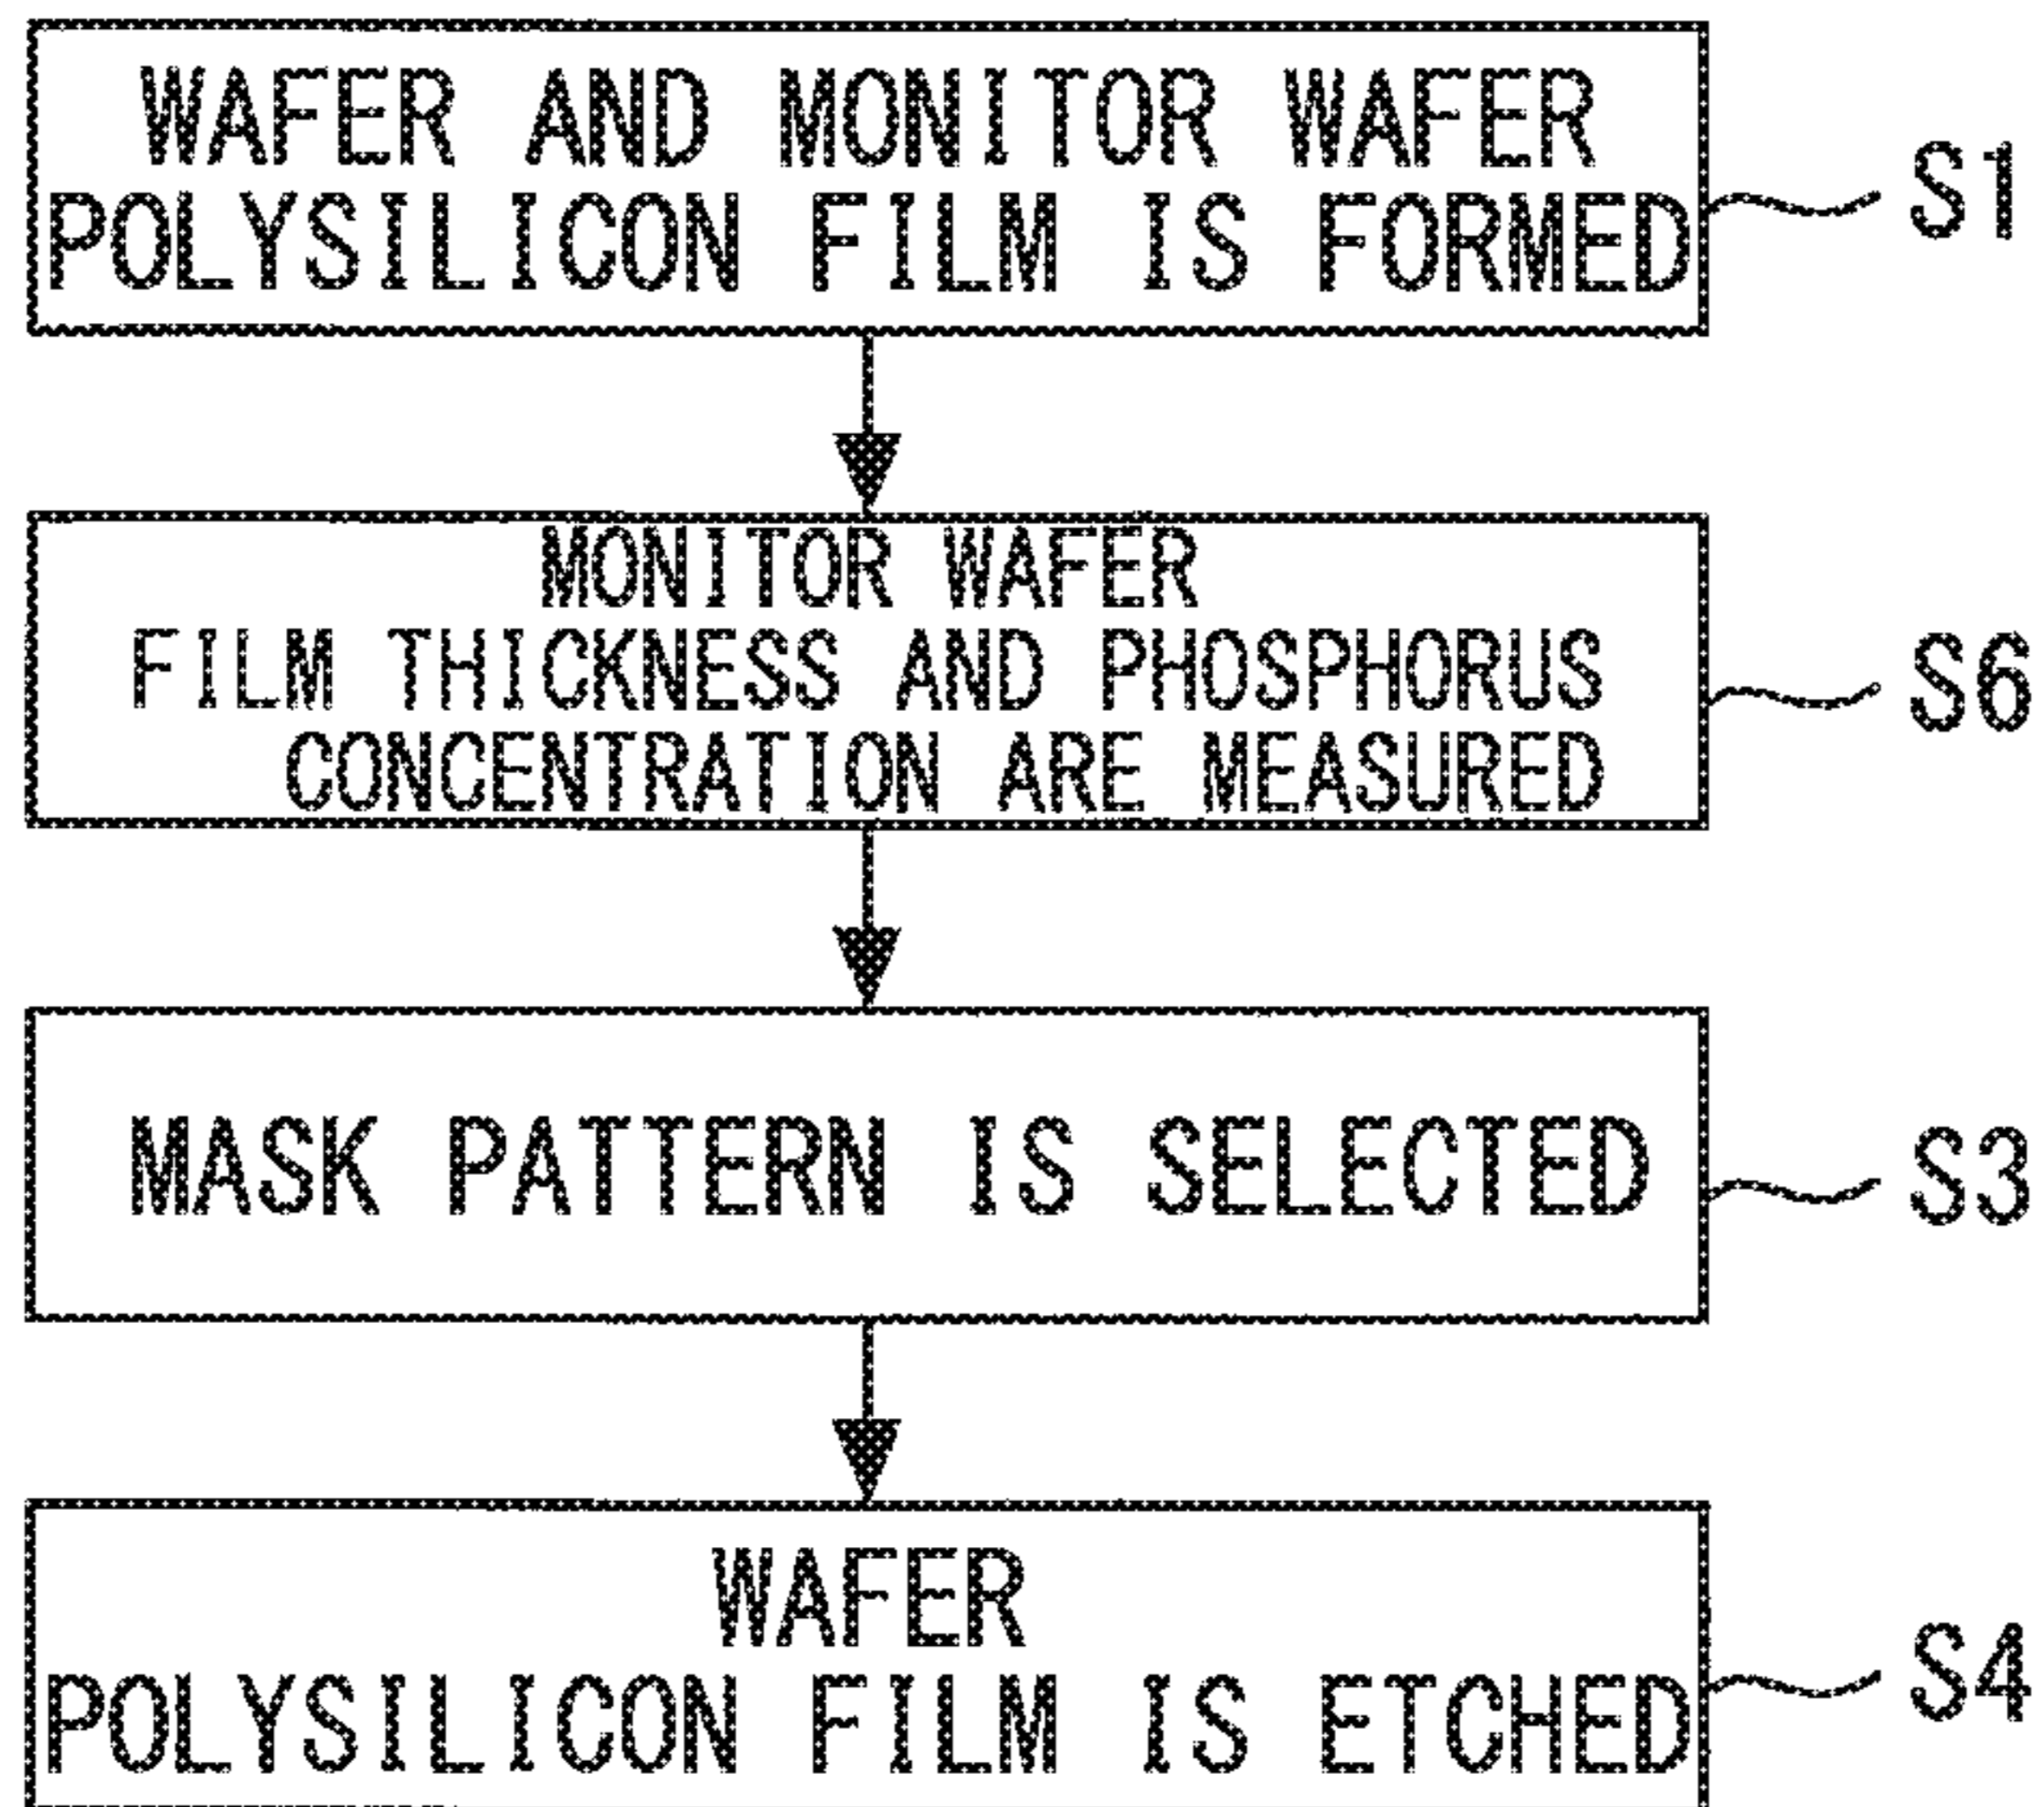 WAFER AND MONITOR WAFER
POLYSILICON FILM IS FORMED
S1
MONITOR WAFER
FILM THICKNESS AND PHOSPHORUS
CONCENTRATION ARE MEASURED
S6
MASK PATTERN IS SELECTED
S3
WAFER
POLYSILICON FILM IS ETCHED
S4